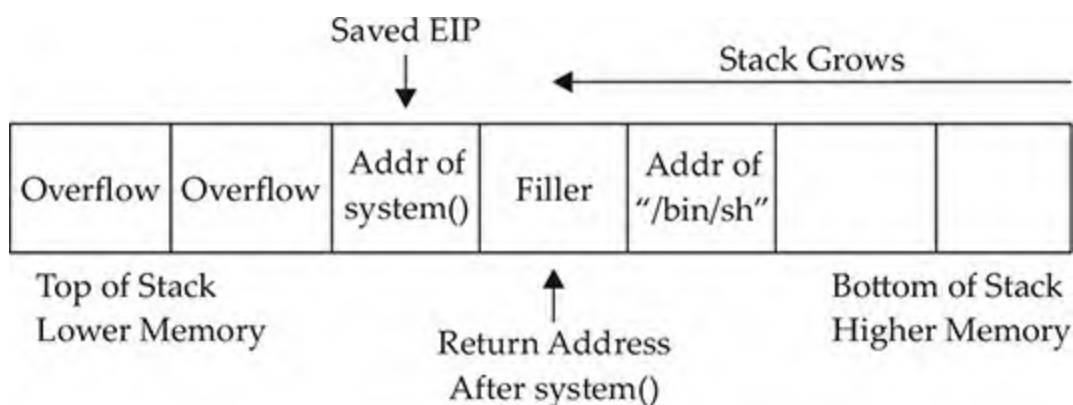 Saved EIP
Stack Grows
Overflow
Overflow
Addr of
system()
Filler
Addr of
“/bin/sh”
Top of Stack
Lower Memory
Return Address
After system()
Bottom of Stack
Higher Memory